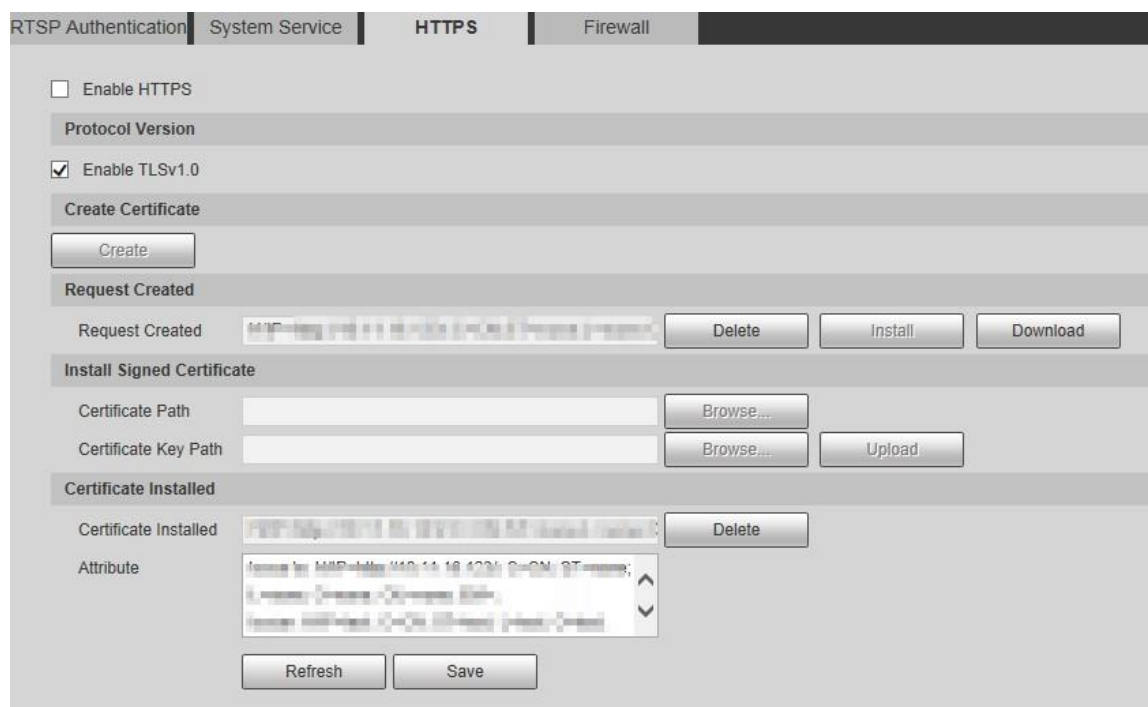 RTSP Authentication System Service HTTPS Firewall
Enable HTTPS
Protocol Version
Enable TLSv1.0
Create Certificate
Create
Request Created
Request Created Delete Install Download
Install Signed Certificate
Certificate Path Browse...
Certificate Key Path Browse... Upload
Certificate Installed
Certificate Installed Delete
Attribute
Refresh Save